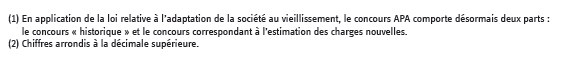 (1) En application de la loi relative à l'adaptation de la société au vieillissement, le concours APA comporte désormais deux parts :
le concours « historique » et le concours correspondant à l'estimation des charges nouvelles.
(2) Chiffres arrondis à la décimale supérieure.